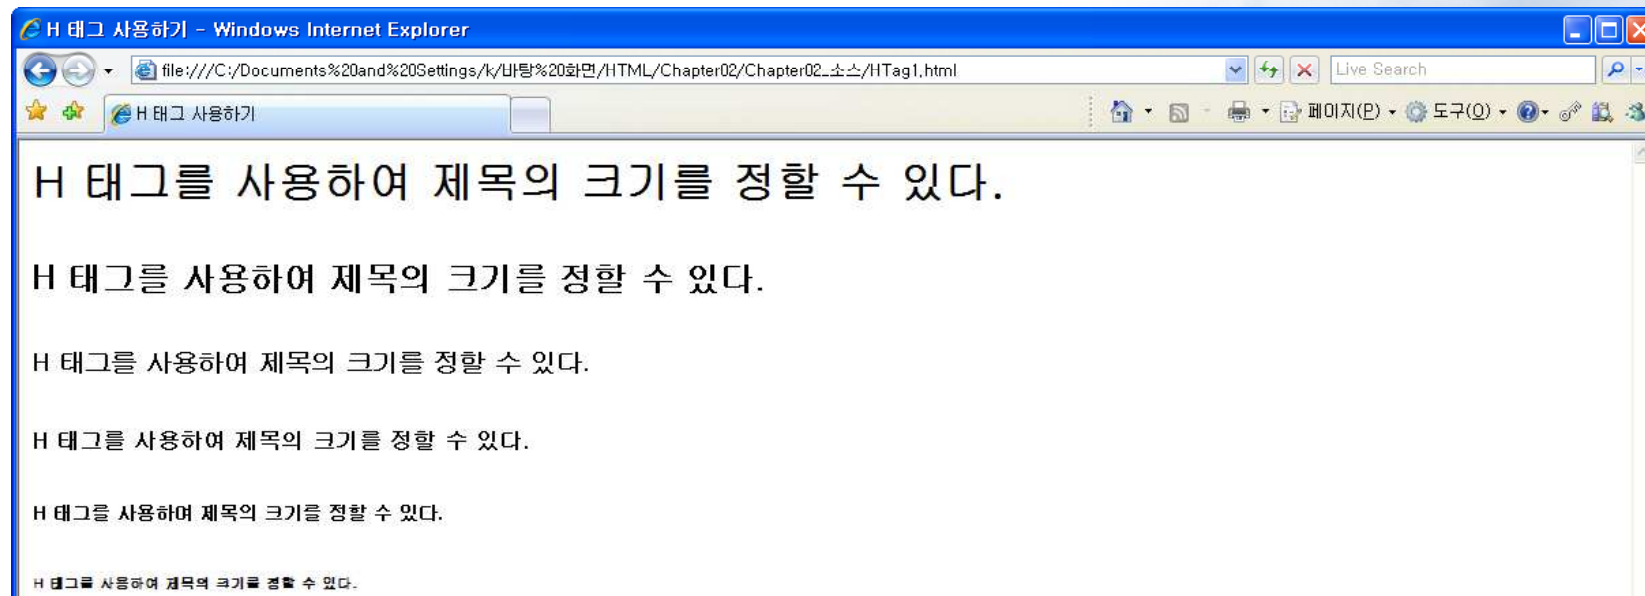 H 태그 사용하기 - Windows Internet Explorer
file:///C:/Documents%20and%20Settings/k/바탕%20화면/HTML/Chapter02/Chapter02_소스/HTag1.html Live Search
H 태그 사용하기 페이지(P) 도구(O)
H 태그를 사용하여 제목의 크기를 정할 수 있다.
H 태그를 사용하여 제목의 크기를 정할 수 있다.
H 태그를 사용하여 제목의 크기를 정할 수 있다.
H 태그를 사용하여 제목의 크기를 정할 수 있다.
H 태그를 사용하여 제목의 크기를 정할 수 있다.
H 태그를 사용하여 제목의 크기를 정할 수 있다.